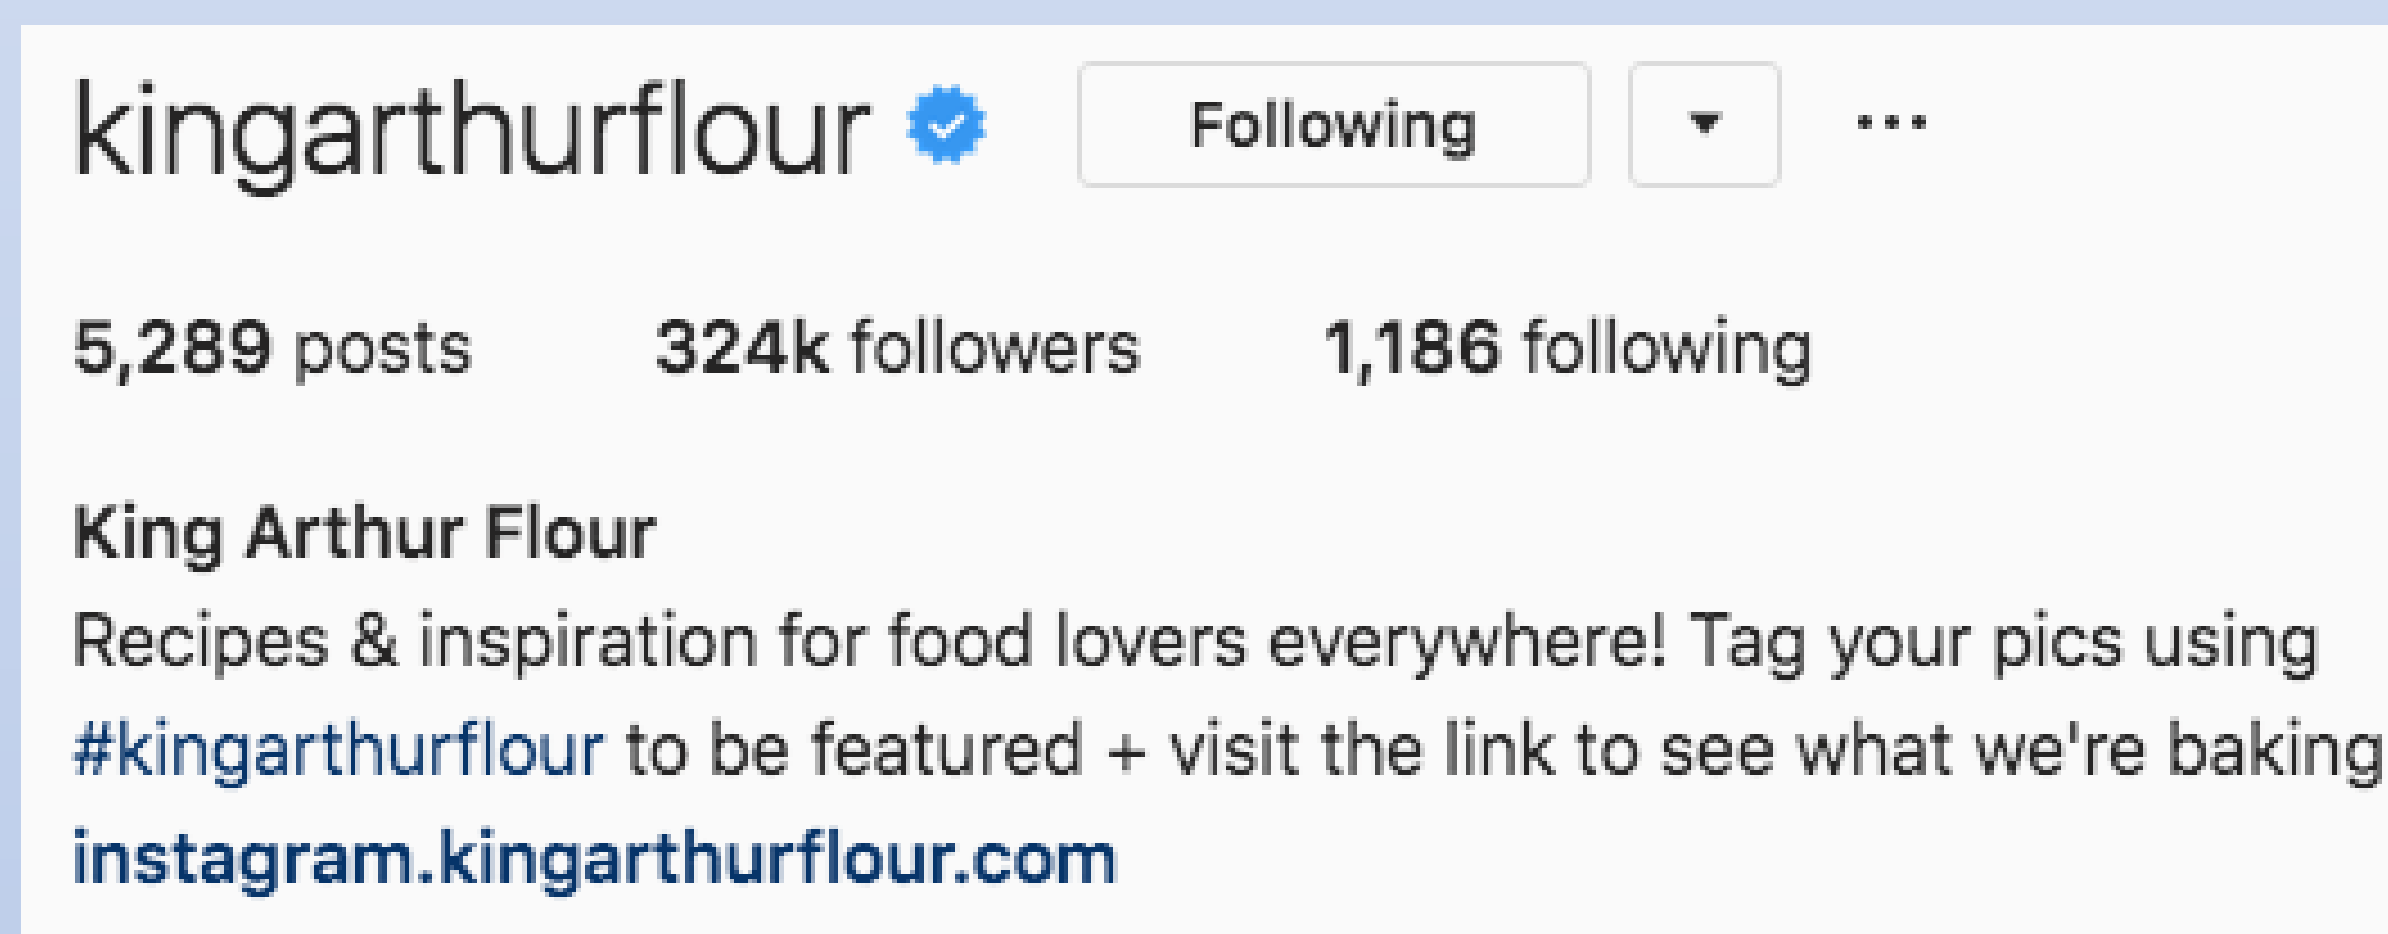 kingarthurflour Following ...
5,289 posts 324k followers 1,186 following
King Arthur Flour
Recipes & inspiration for food lovers everywhere! Tag your pics using
#kingarthurflour to be featured + visit the link to see what we're baking
instagram.kingarthurflour.com